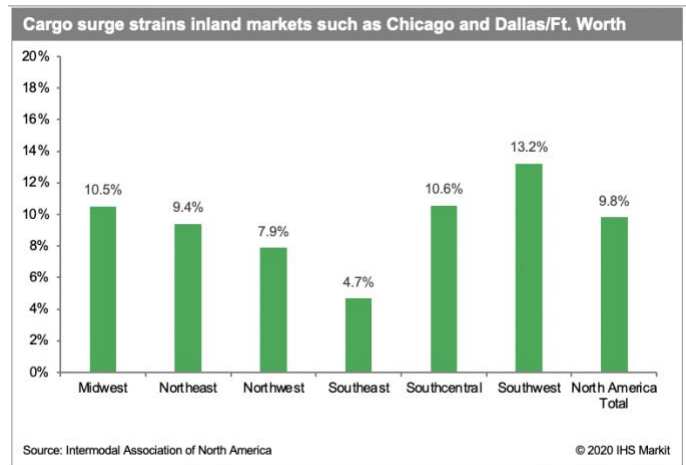 Cargo surge strains inland markets such as Chicago and Dallas/Ft. Worth
20%
18%
16%
14%
12%
10%
8%
6%
4%
2%
0%
10.5%
9.4%
7.9%
4.7%
10.6%
13.2%
9.8%
Midwest
Northeast
Northwest
Southeast
Southcentral
Southwest
North America
Total
Source: Intermodal Association of North America
© 2020 IHS Markit